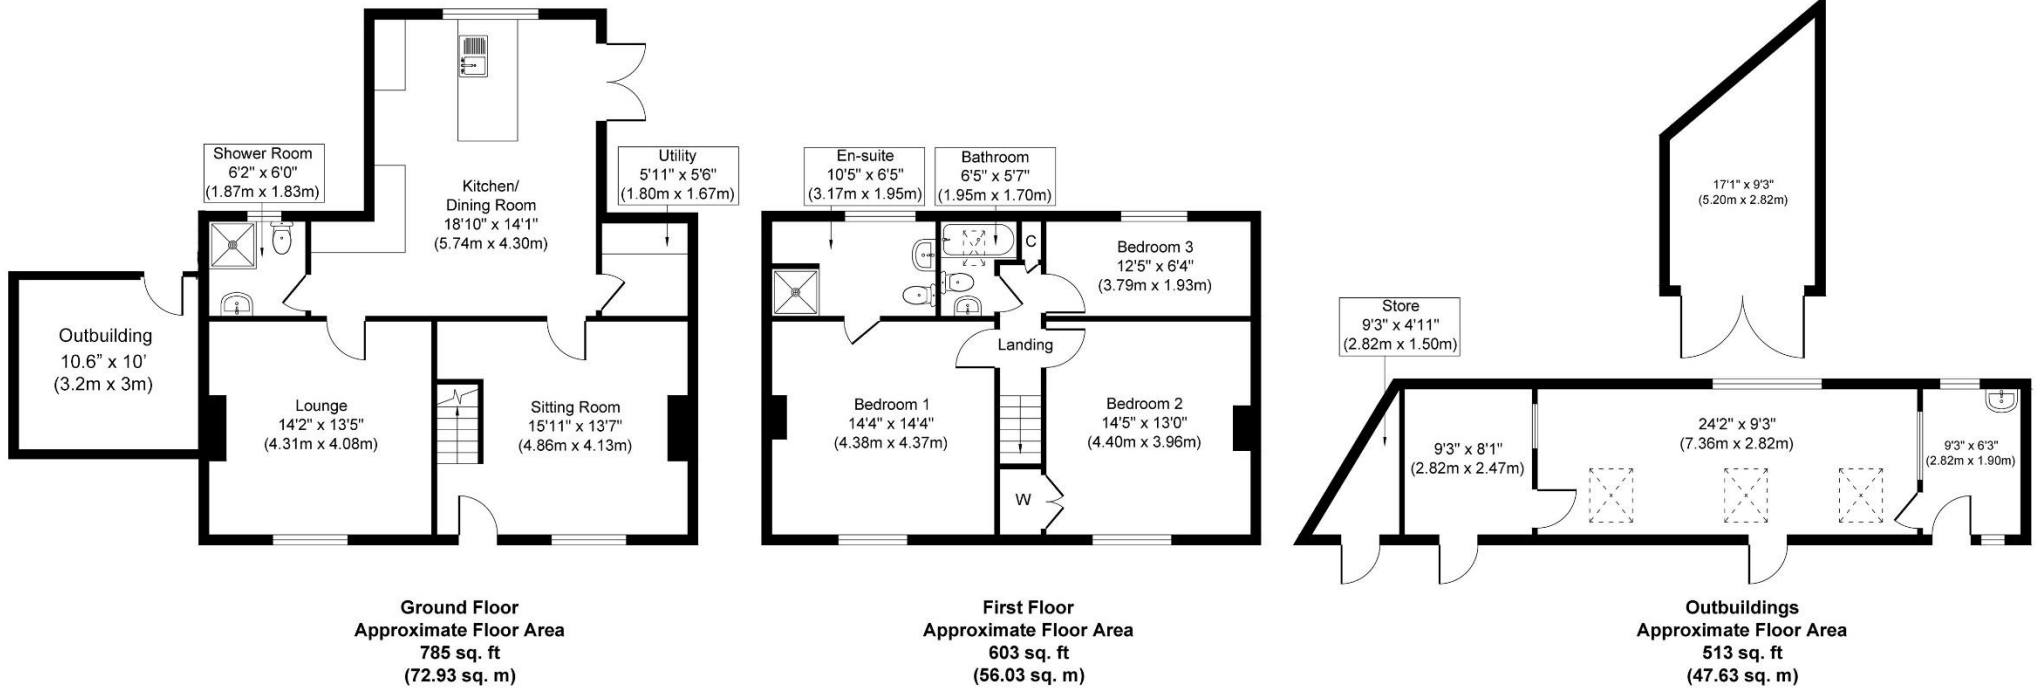 Shower Room
6'2" x 6'0"
(1.87m x 1.83m)
Utility
5'11" x 5'6"
(1.80m x 1.67m)
Kitchen/
Dining Room
18'10" x 14'1"
(5.74m x 4.30m)
Outbuilding
10.6" x 10'
(3.2m x 3m)
Lounge
14'2" x 13'5"
(4.31m x 4.08m)
Sitting Room
15'11" x 13'7"
(4.86m x 4.13m)
Ground Floor
Approximate Floor Area
785 sq. ft
(72.93 sq. m)
En-suite
10'5" x 6'5"
(3.17m x 1.95m)
Bathroom
6'5" x 5'7"
(1.95m x 1.70m)
C
Bedroom 3
12'5" x 6'4"
(3.79m x 1.93m)
Landing
Bedroom 1
14'4" x 14'4"
(4.38m x 4.37m)
Bedroom 2
14'5" x 13'0"
(4.40m x 3.96m)
W
First Floor
Approximate Floor Area
603 sq. ft
(56.03 sq. m)
17'1" x 9'3"
(5.20m x 2.82m)
Store
9'3" x 4'11"
(2.82m x 1.50m)
9'3" x 8'1"
(2.82m x 2.47m)
24'2" x 9'3"
(7.36m x 2.82m)
9'3" x 6'3"
(2.82m x 1.90m)
Outbuildings
Approximate Floor Area
513 sq. ft
(47.63 sq. m)